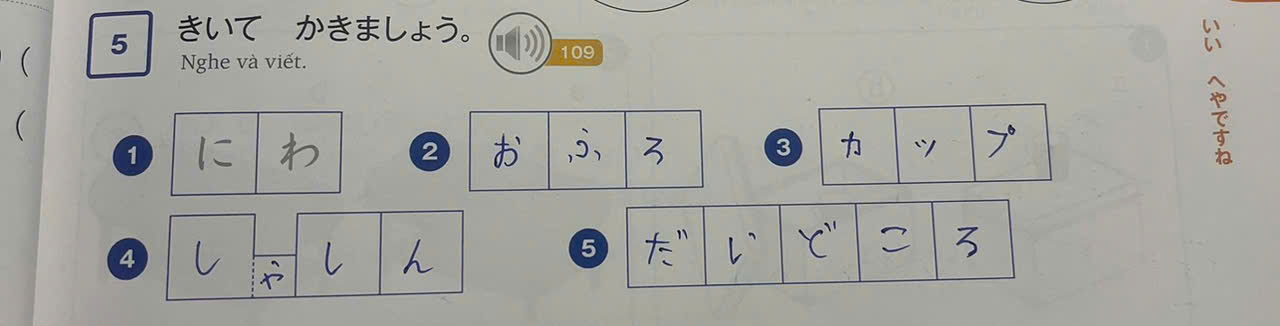 5 きいて かきましょう。
Nghe và viết.
109
1 にわ
2 おふろ
3 カップ
4 しゃしん
5 だいどころ
いい へやですね